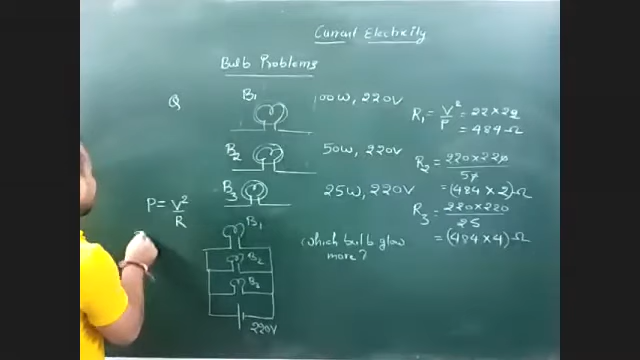 Current Electricity
Bulb Problems
Q
B1 100W, 220V
B2 50W, 220V
B3 25W, 220V
R1 = V²/P = 22×22
= 484 Ω
R2 = 220×220/50
= (484 × 2) Ω
R3 = 220×220/25
= (484×4) Ω
P = V²/R
B1
B2
B3
220V
which bulb glow
more?